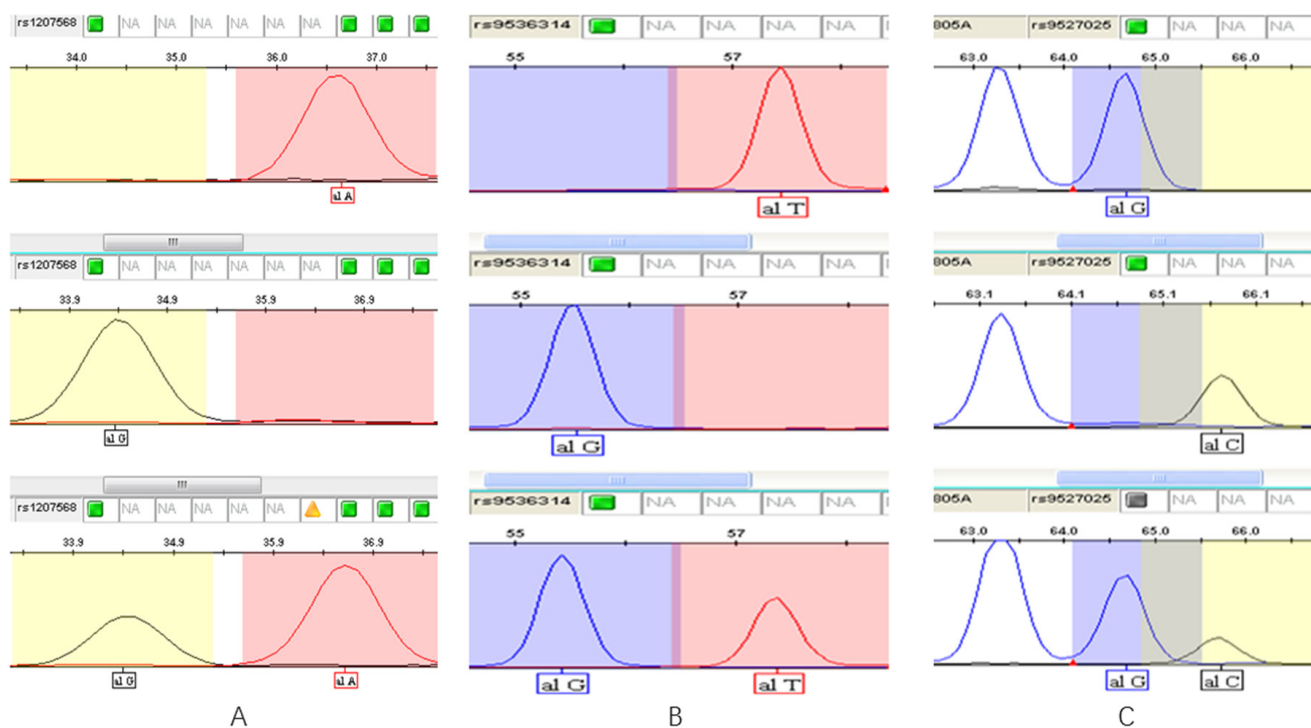 rs1207568 NA NA NA NA NA NA
34.0 35.0 36.0 37.0
al A
rs1207568 NA NA NA NA NA NA
33.9 34.9 35.9 36.9
al G
rs1207568 NA NA NA NA NA
33.9 34.9 35.9 36.9
al G al A
A
rs9536314 NA NA NA NA
55 57
al T
rs9536314 NA NA NA NA
55 57
al G
rs9536314 NA NA NA NA
55 57
al G al T
B
805A rs9527025 NA NA NA
63.0 64.0 65.0 66.0
al G
805A rs9527025 NA NA NA
63.1 64.1 65.1 66.1
al C
805A rs9527025 NA NA NA
63.0 64.0 65.0 66.0
al G al C
C